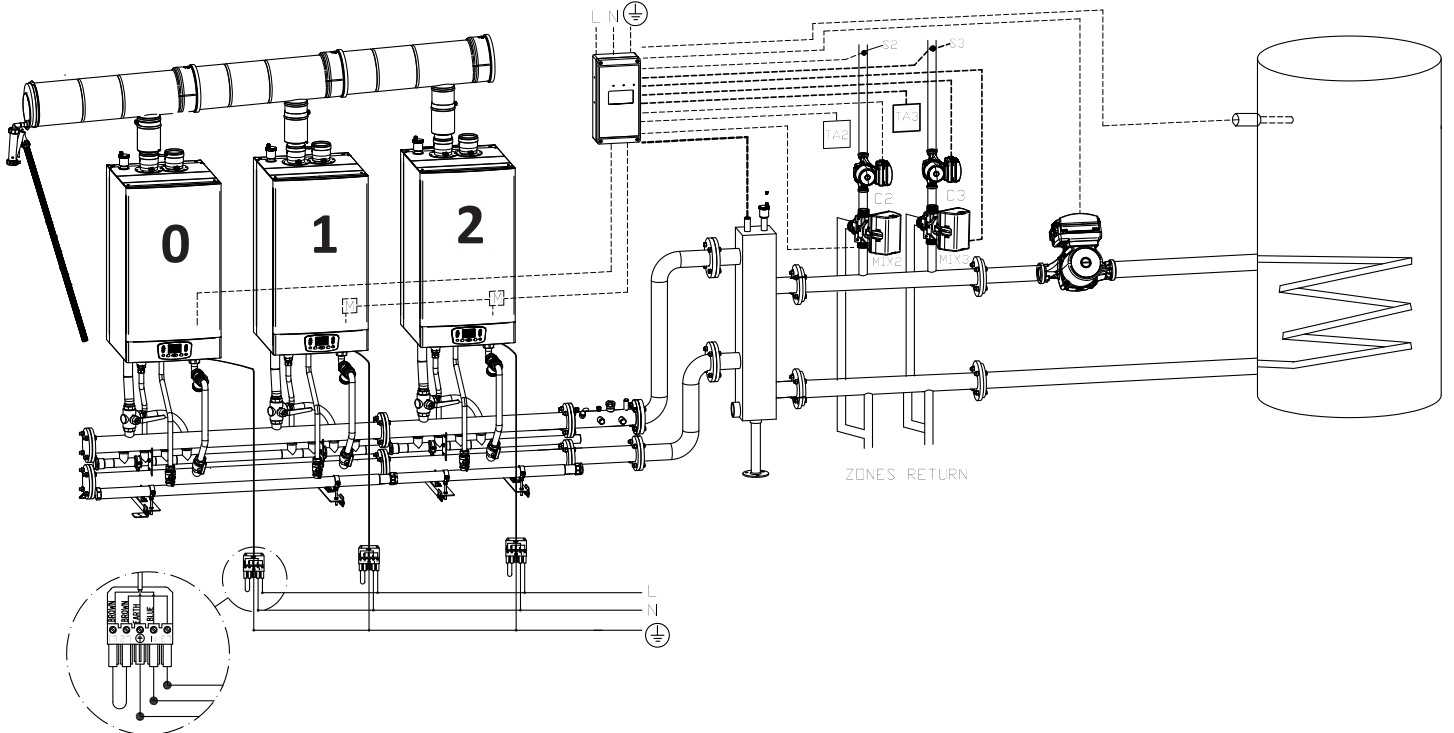 L N
S2
S3
TA2
TA3
C2
C3
MIX2
MIX3
0
1
2
M
M
ZONES RETURN
L
N
BROWN
BROWN
EARTH
BLUE
N